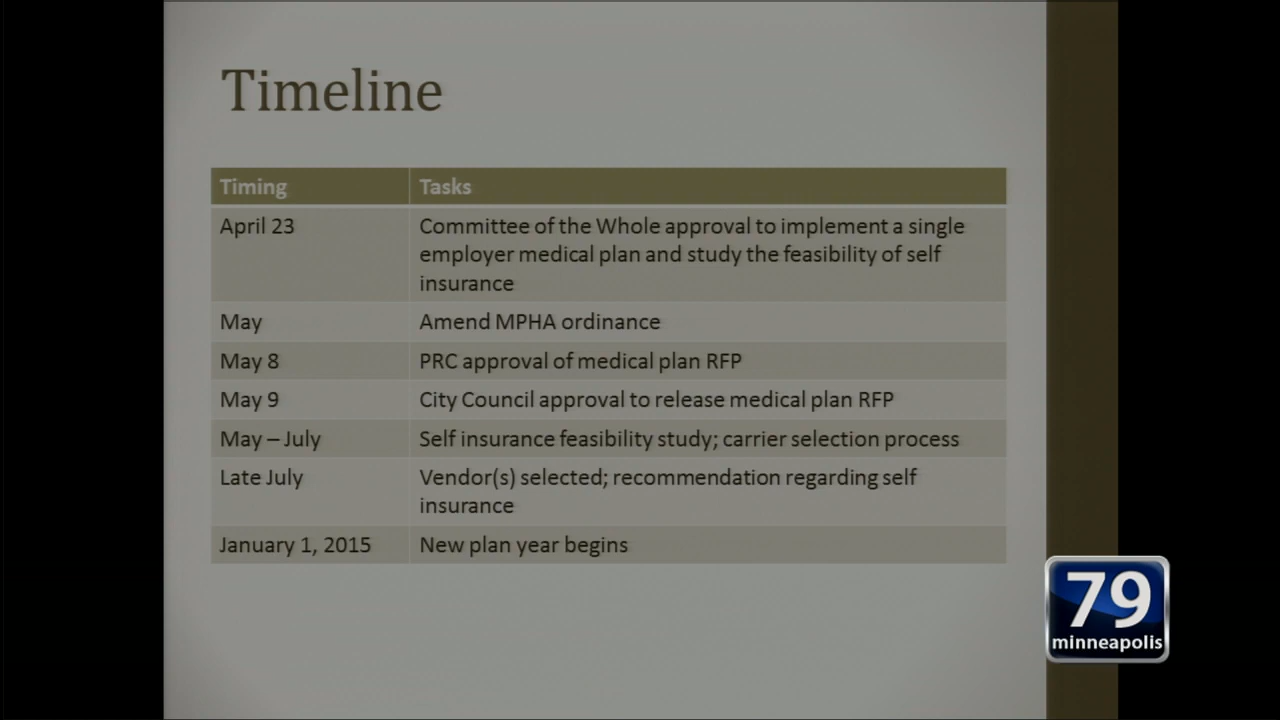 Timeline
Timing Tasks
April 23 Committee of the Whole approval to implement a single
employer medical plan and study the feasibility of self
insurance
May Amend MPHA ordinance
May 8 PRC approval of medical plan RFP
May 9 City Council approval to release medical plan RFP
May – July Self insurance feasibility study; carrier selection process
Late July Vendor(s) selected; recommendation regarding self
insurance
January 1, 2015 New plan year begins
79
minneapolis